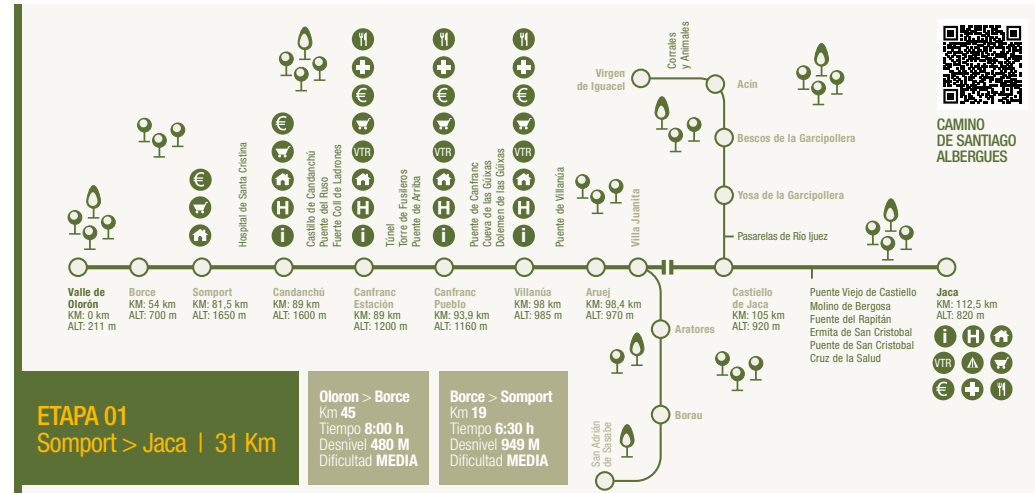 Corrales
y Animales
Virgen
de Iguacel
Acín
CAMINO
DE SANTIAGO
ALBERGUES
Bescos de la Garcipollera
Yosa de la Garcipollera
Pasarelas de Río Ijuez
€
€
H
i
Hospital de Santa Cristina
Castillo de Candanchú
Puente del Ruso
Fuerte Coll de Ladrones
€
VTR
H
i
Túnel
Torre de Fusileros
Puente de Arriba
€
VTR
H
i
Puente de Canfranc
Cueva de las Güixas
Dolemen de las Güixas
€
VTR
H
i
Puente de Villanúa
Villa Juanita
Valle de
Olorón
KM: 0 km
ALT: 211 m
Borce
KM: 54 km
ALT: 700 m
Somport
KM: 81,5 km
ALT: 1650 m
Candanchú
KM: 89 km
ALT: 1600 m
Canfranc
Estación
KM: 89 km
ALT: 1200 m
Canfranc
Pueblo
KM: 93,9 km
ALT: 1160 m
Villanúa
KM: 98 km
ALT: 985 m
Aruej
KM: 98,4 km
ALT: 970 m
Castiello
de Jaca
KM: 105 km
ALT: 920 m
Puente Viejo de Castiello
Molino de Bergosa
Fuente del Rapitán
Ermita de San Cristobal
Puente de San Cristobal
Cruz de la Salud
Jaca
KM: 112,5 km
ALT: 820 m
i H
VTR
€
Aratores
Borau
San Adrián
de Sasabe
ETAPA 01
Somport > Jaca | 31 Km
Oloron > Borce
Km 45
Tiempo 8:00 h
Desnivel 480 M
Dificultad MEDIA
Borce > Somport
Km 19
Tiempo 6:30 h
Desnivel 949 M
Dificultad MEDIA